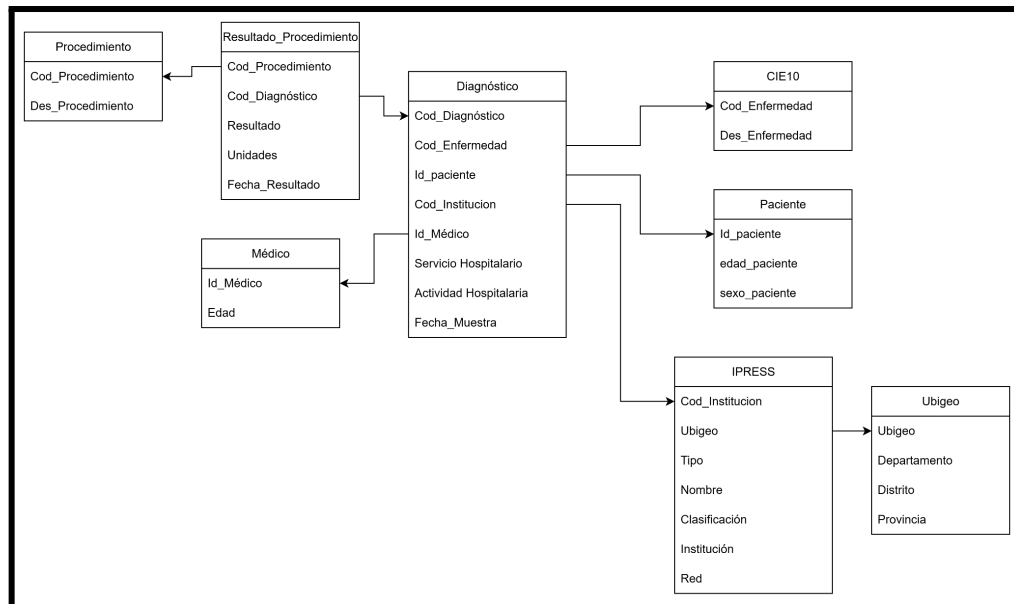 Procedimiento
Cod_Procedimiento
Des_Procedimiento
Resultado_Procedimiento
Cod_Procedimiento
Cod_Diagnóstico
Resultado
Unidades
Fecha_Resultado
Médico
Id_Médico
Edad
Diagnóstico
Cod_Diagnóstico
Cod_Enfermedad
Id_paciente
Cod_Institucion
Id_Médico
Servicio Hospitalario
Actividad Hospitalaria
Fecha_Muestra
CIE10
Cod_Enfermedad
Des_Enfermedad
Paciente
Id_paciente
edad_paciente
sexo_paciente
IPRESS
Cod_Institucion
Ubigeo
Tipo
Nombre
Clasificación
Institución
Red
Ubigeo
Ubigeo
Departamento
Distrito
Provincia